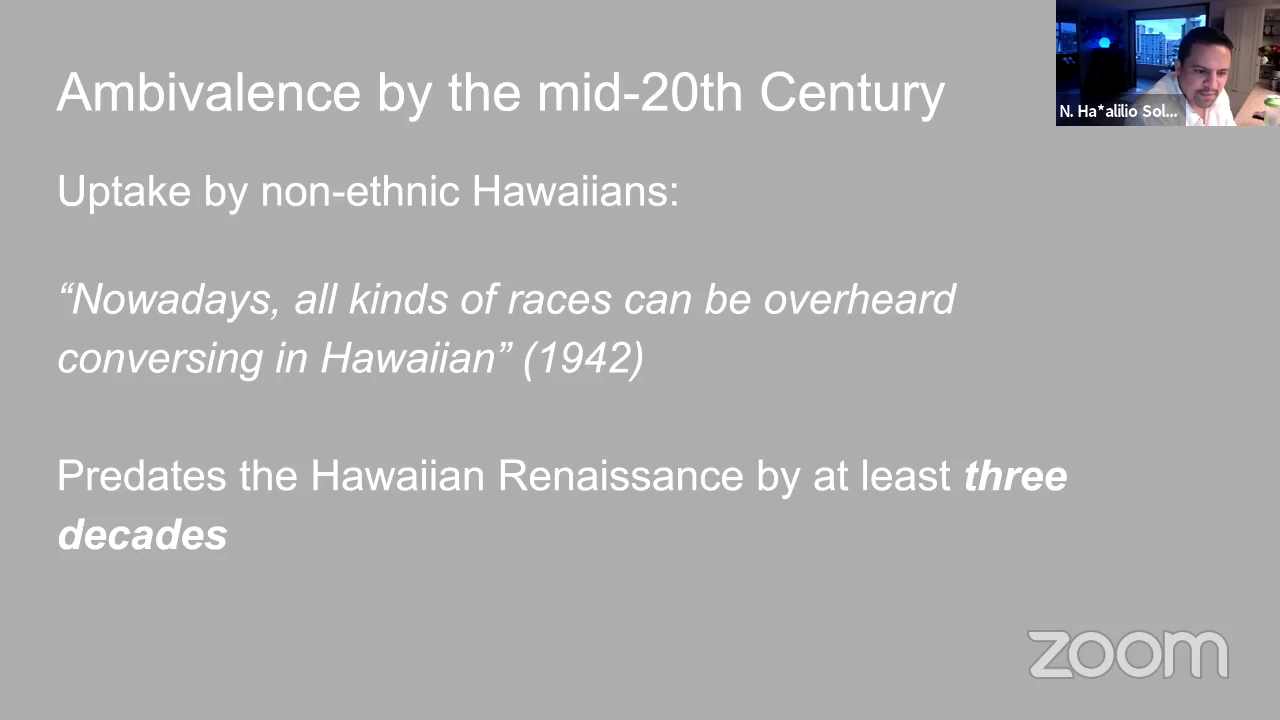 Ambivalence by the mid-20th Century
N. Ha*alilio Sol...
Uptake by non-ethnic Hawaiians:
“Nowadays, all kinds of races can be overheard
conversing in Hawaiian” (1942)
Predates the Hawaiian Renaissance by at least three
decades
zoom